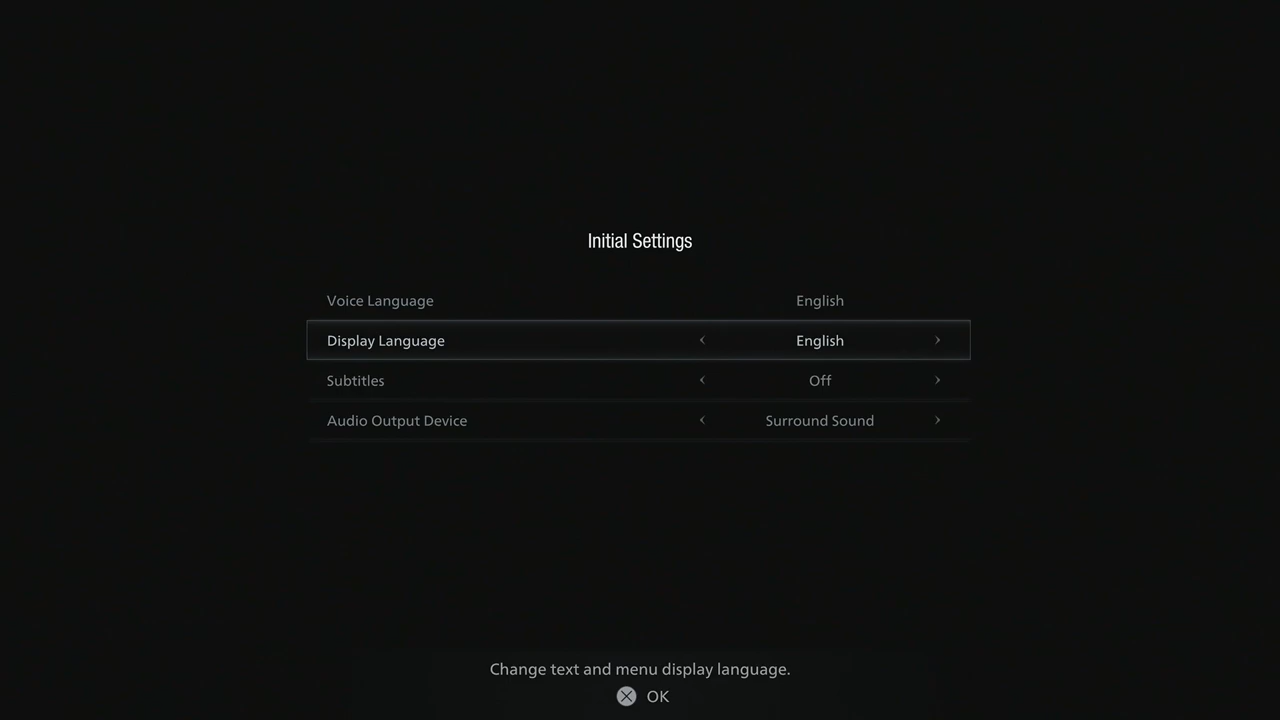 Initial Settings
Voice Language English
Display Language < English >
Subtitles < Off >
Audio Output Device < Surround Sound >
Change text and menu display language.
OK